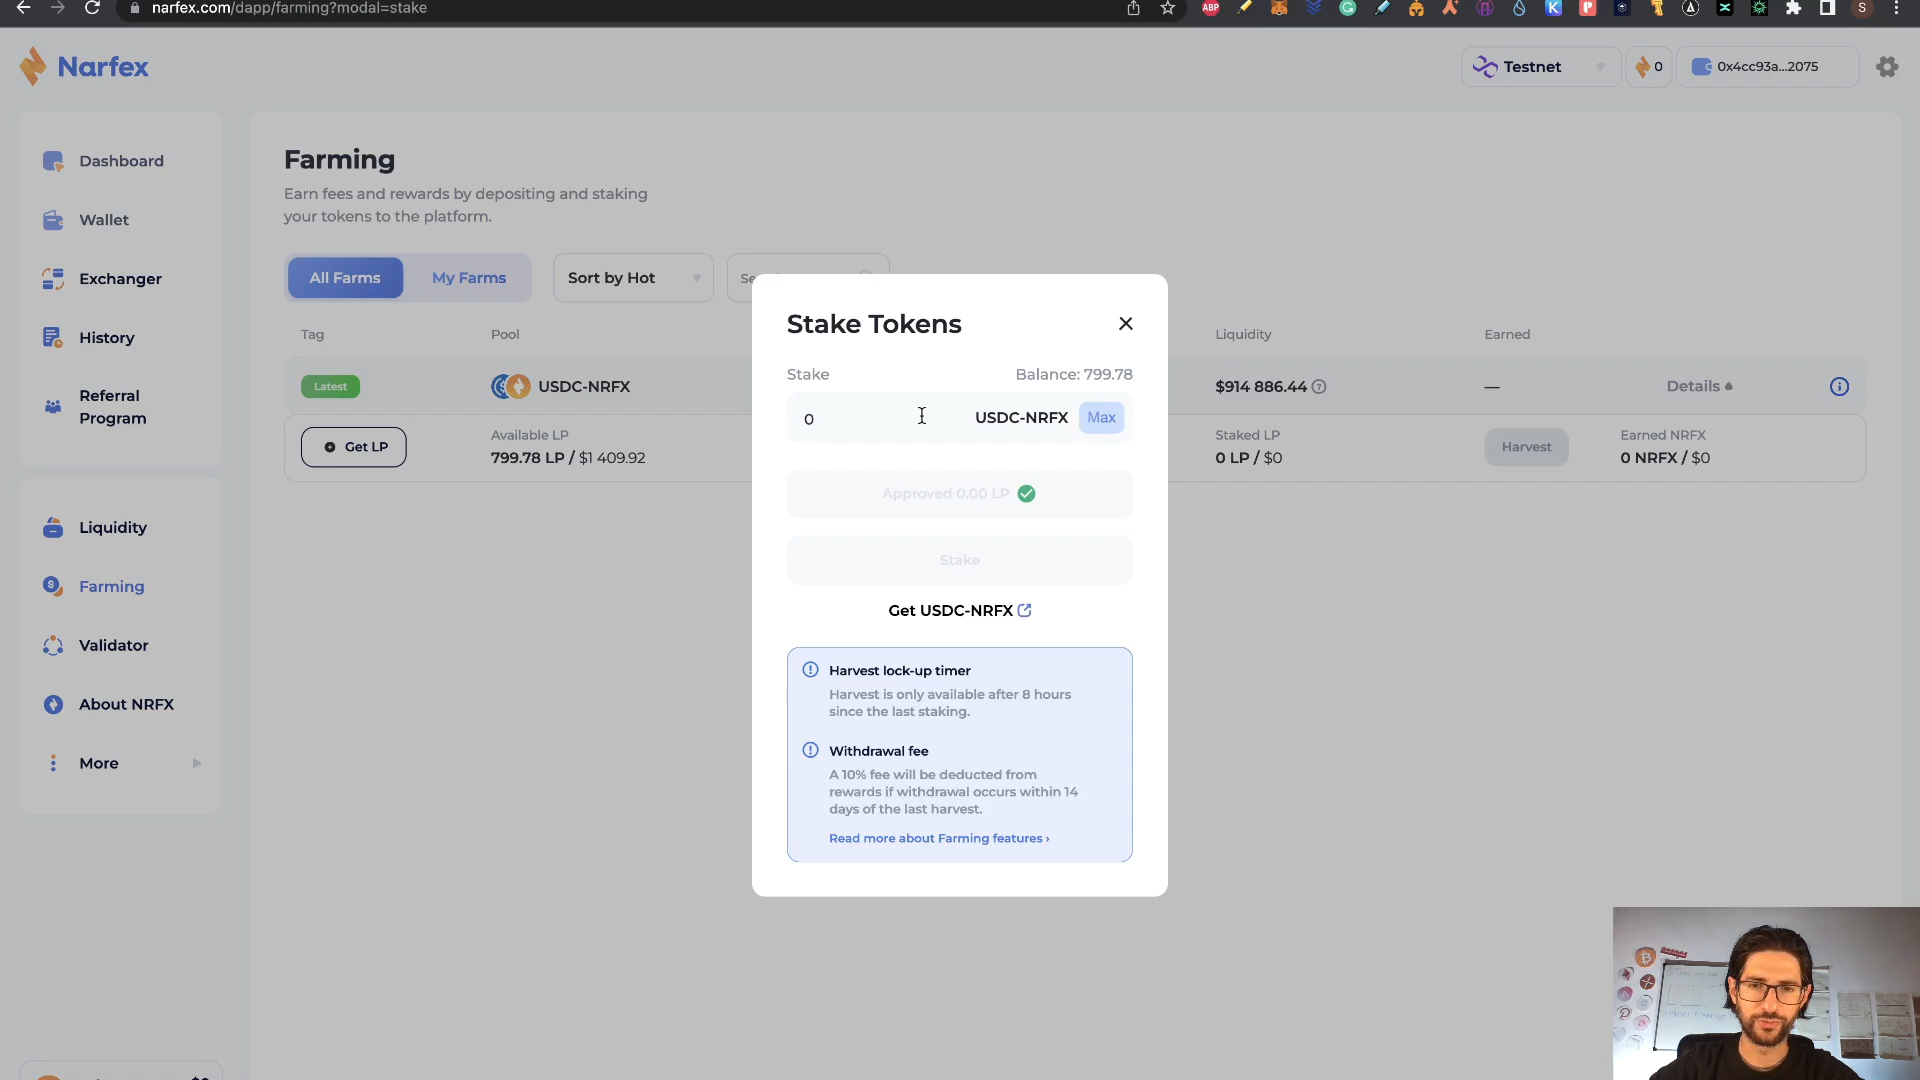 narfex.com/dapp/farming?modal=stake
ABP
K
S
Narfex
Testnet
0
0x4cc93a...2075
Dashboard
Wallet
Exchanger
History
Referral
Program
Liquidity
Farming
Validator
About NRFX
More
Farming
Earn fees and rewards by depositing and staking
your tokens to the platform.
All Farms
My Farms
Sort by Hot
Tag
Pool
Liquidity
Earned
Latest
USDC-NRFX
$914 886.44
—
Details
Get LP
Available LP
799.78 LP / $1 409.92
Staked LP
0 LP / $0
Harvest
Earned NRFX
0 NRFX / $0
Stake Tokens
Stake
Balance: 799.78
0
USDC-NRFX
Max
Approved 0.00 LP
Stake
Get USDC-NRFX
Harvest lock-up timer
Harvest is only available after 8 hours
since the last staking.
Withdrawal fee
A 10% fee will be deducted from
rewards if withdrawal occurs within 14
days of the last harvest.
Read more about Farming features ›